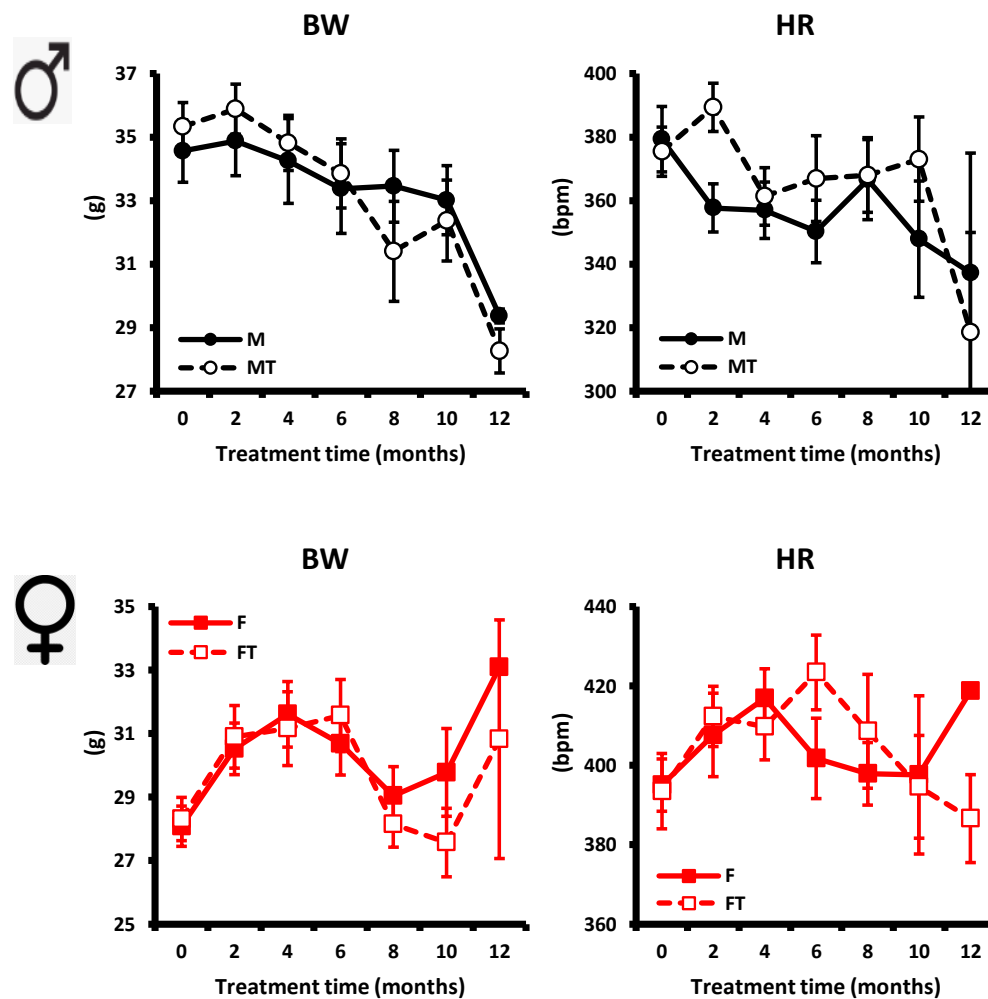 BW
37
35
33
31
29
27
(g)
M
MT
0 2 4 6 8 10 12
Treatment time (months)
HR
400
380
360
340
320
300
(bpm)
M
MT
0 2 4 6 8 10 12
Treatment time (months)
BW
35
33
31
29
27
25
(g)
F
FT
0 2 4 6 8 10 12
Treatment time (months)
HR
440
420
400
380
360
(bpm)
F
FT
0 2 4 6 8 10 12
Treatment time (months)